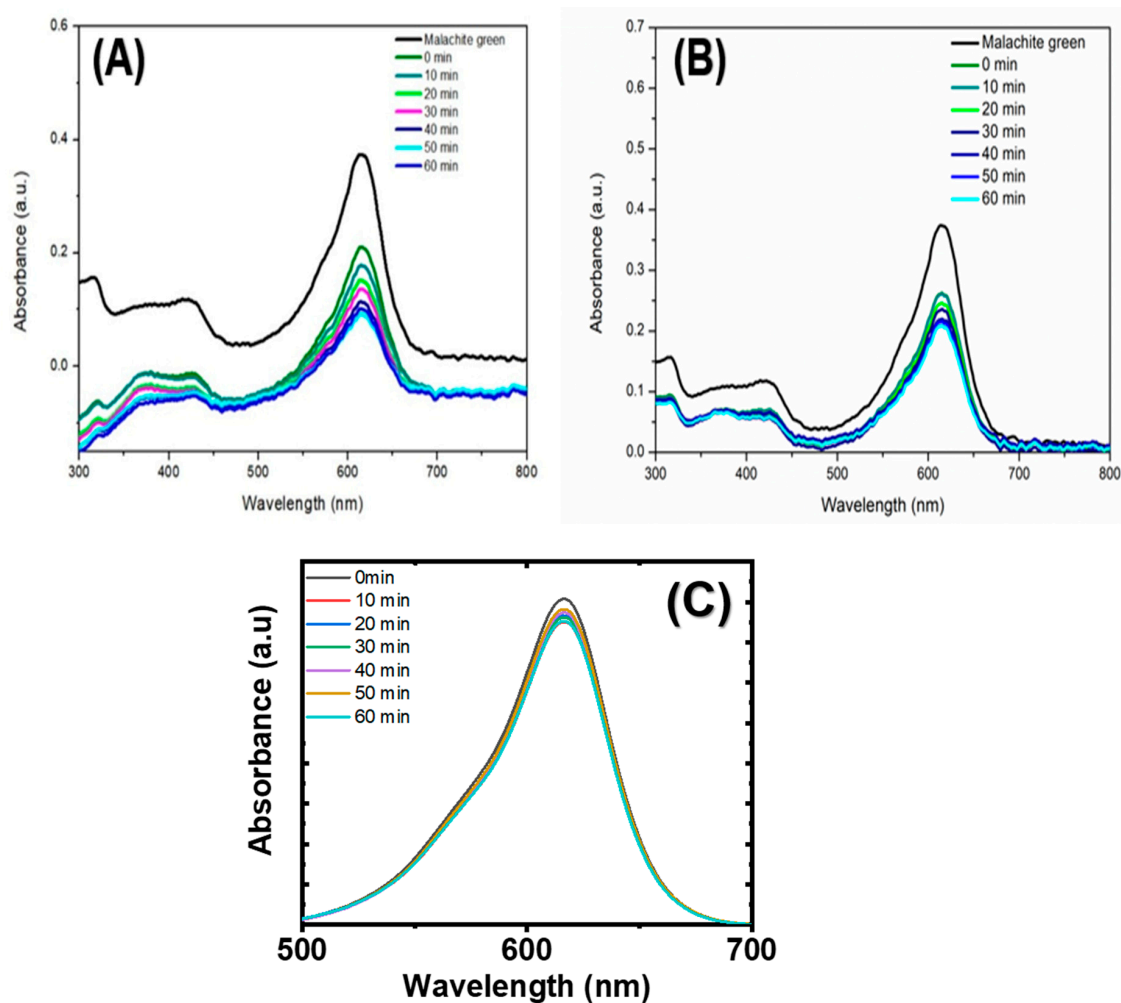 (A)
Malachite green
0 min
10 min
20 min
30 min
40 min
50 min
60 min
0.6
0.4
0.2
0.0
Absorbance (a.u.)
300 400 500 600 700 800
Wavelength (nm)
(B)
Malachite green
0 min
10 min
20 min
30 min
40 min
50 min
60 min
0.7
0.6
0.5
0.4
0.3
0.2
0.1
0.0
Absorbance (a.u.)
300 400 500 600 700 800
Wavelength (nm)
(C)
0min
10 min
20 min
30 min
40 min
50 min
60 min
Absorbance (a.u)
500 600 700
Wavelength (nm)